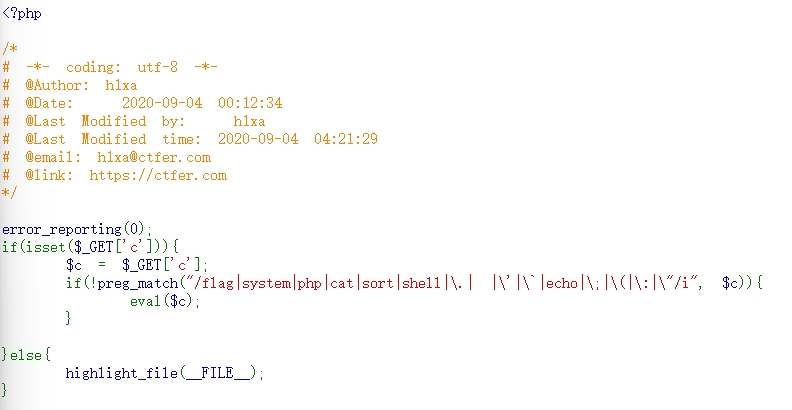 <?php

/*
# -*- coding: utf-8 -*-
# @Author: h1xa
# @Date:   2020-09-04 00:12:34
# @Last Modified by:   h1xa
# @Last Modified time: 2020-09-04 04:21:29
# @email: h1xa@ctfer.com
# @link: https://ctfer.com
*/

error_reporting(0);
if(isset($_GET['c'])){
    $c = $_GET['c'];
    if(!preg_match("/flag|system|php|cat|sort|shell|\.| |\'|\`|echo|\;|\(|\:|\"/i", $c)){
        eval($c);
    }

}else{
    highlight_file(__FILE__);
}